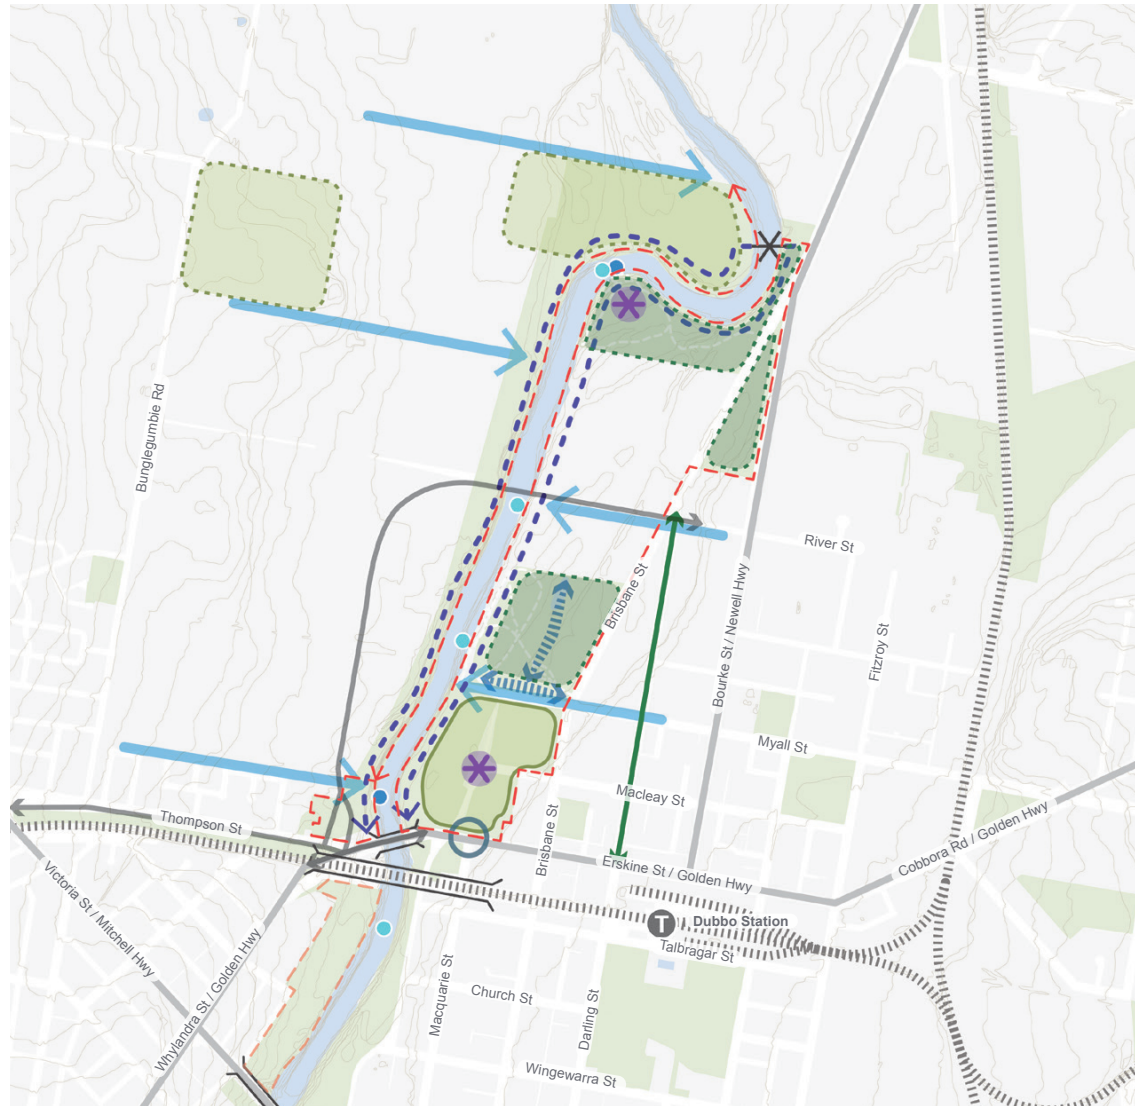 Bunglegumbie Rd
River St
Brisbane St
Bourke St / Newell Hwy
Fitzroy St
Myall St
Macleay St
Thompson St
Brisbane St
Erskine St / Golden Hwy
Cobbora Rd / Golden Hwy
Victoria St / Mitchell Hwy
Whylandra St / Golden Hwy
T
Dubbo Station
Talbragar St
Macquarie St
Church St
Darling St
Wingewarra St